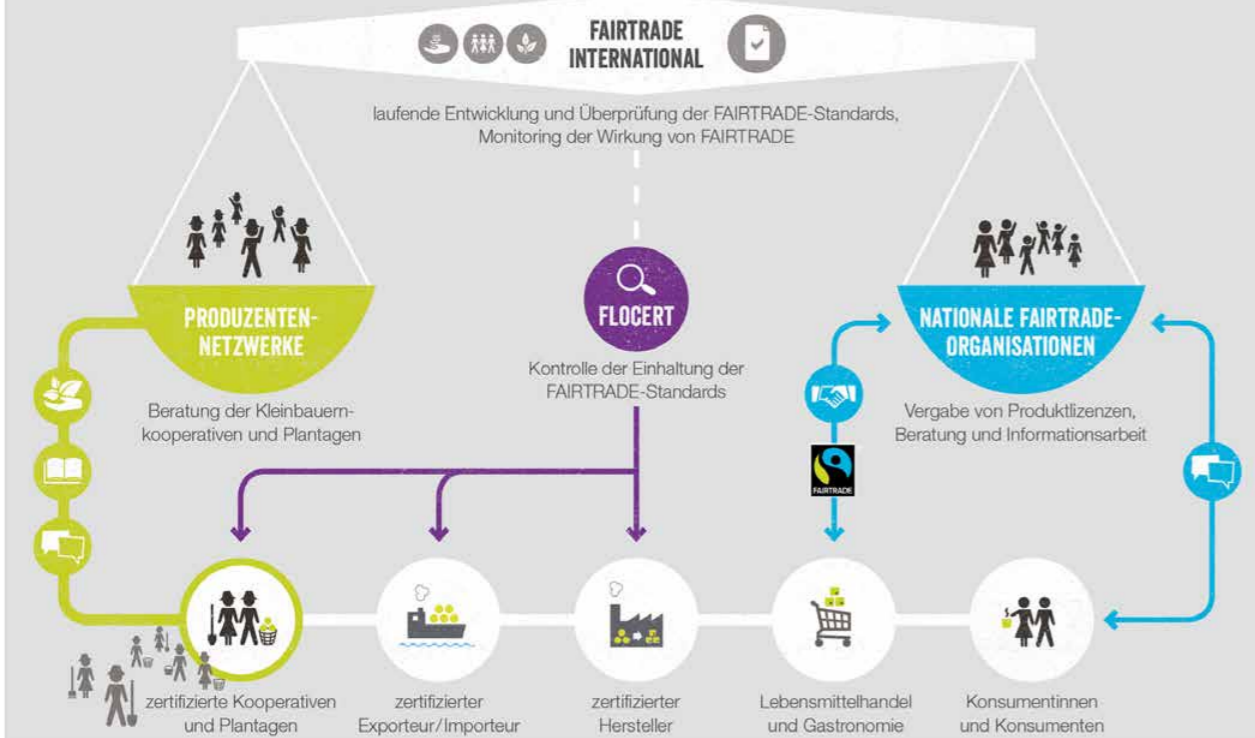 FAIRTRADE
INTERNATIONAL
laufende Entwicklung und Überprüfung der FAIRTRADE-Standards,
Monitoring der Wirkung von FAIRTRADE
PRODUZENTEN-
NETZWERKE
Beratung der Kleinbauern-
kooperativen und Plantagen
FLOCERT
Kontrolle der Einhaltung der
FAIRTRADE-Standards
NATIONALE FAIRTRADE-
ORGANISATIONEN
Vergabe von Produktlizenzen,
Beratung und Informationsarbeit
FAIRTRADE
zertifizierte Kooperativen
und Plantagen
zertifizierter
Exporteur/Importeur
zertifizierter
Hersteller
Lebensmittelhandel
und Gastronomie
Konsumentinnen
und Konsumenten